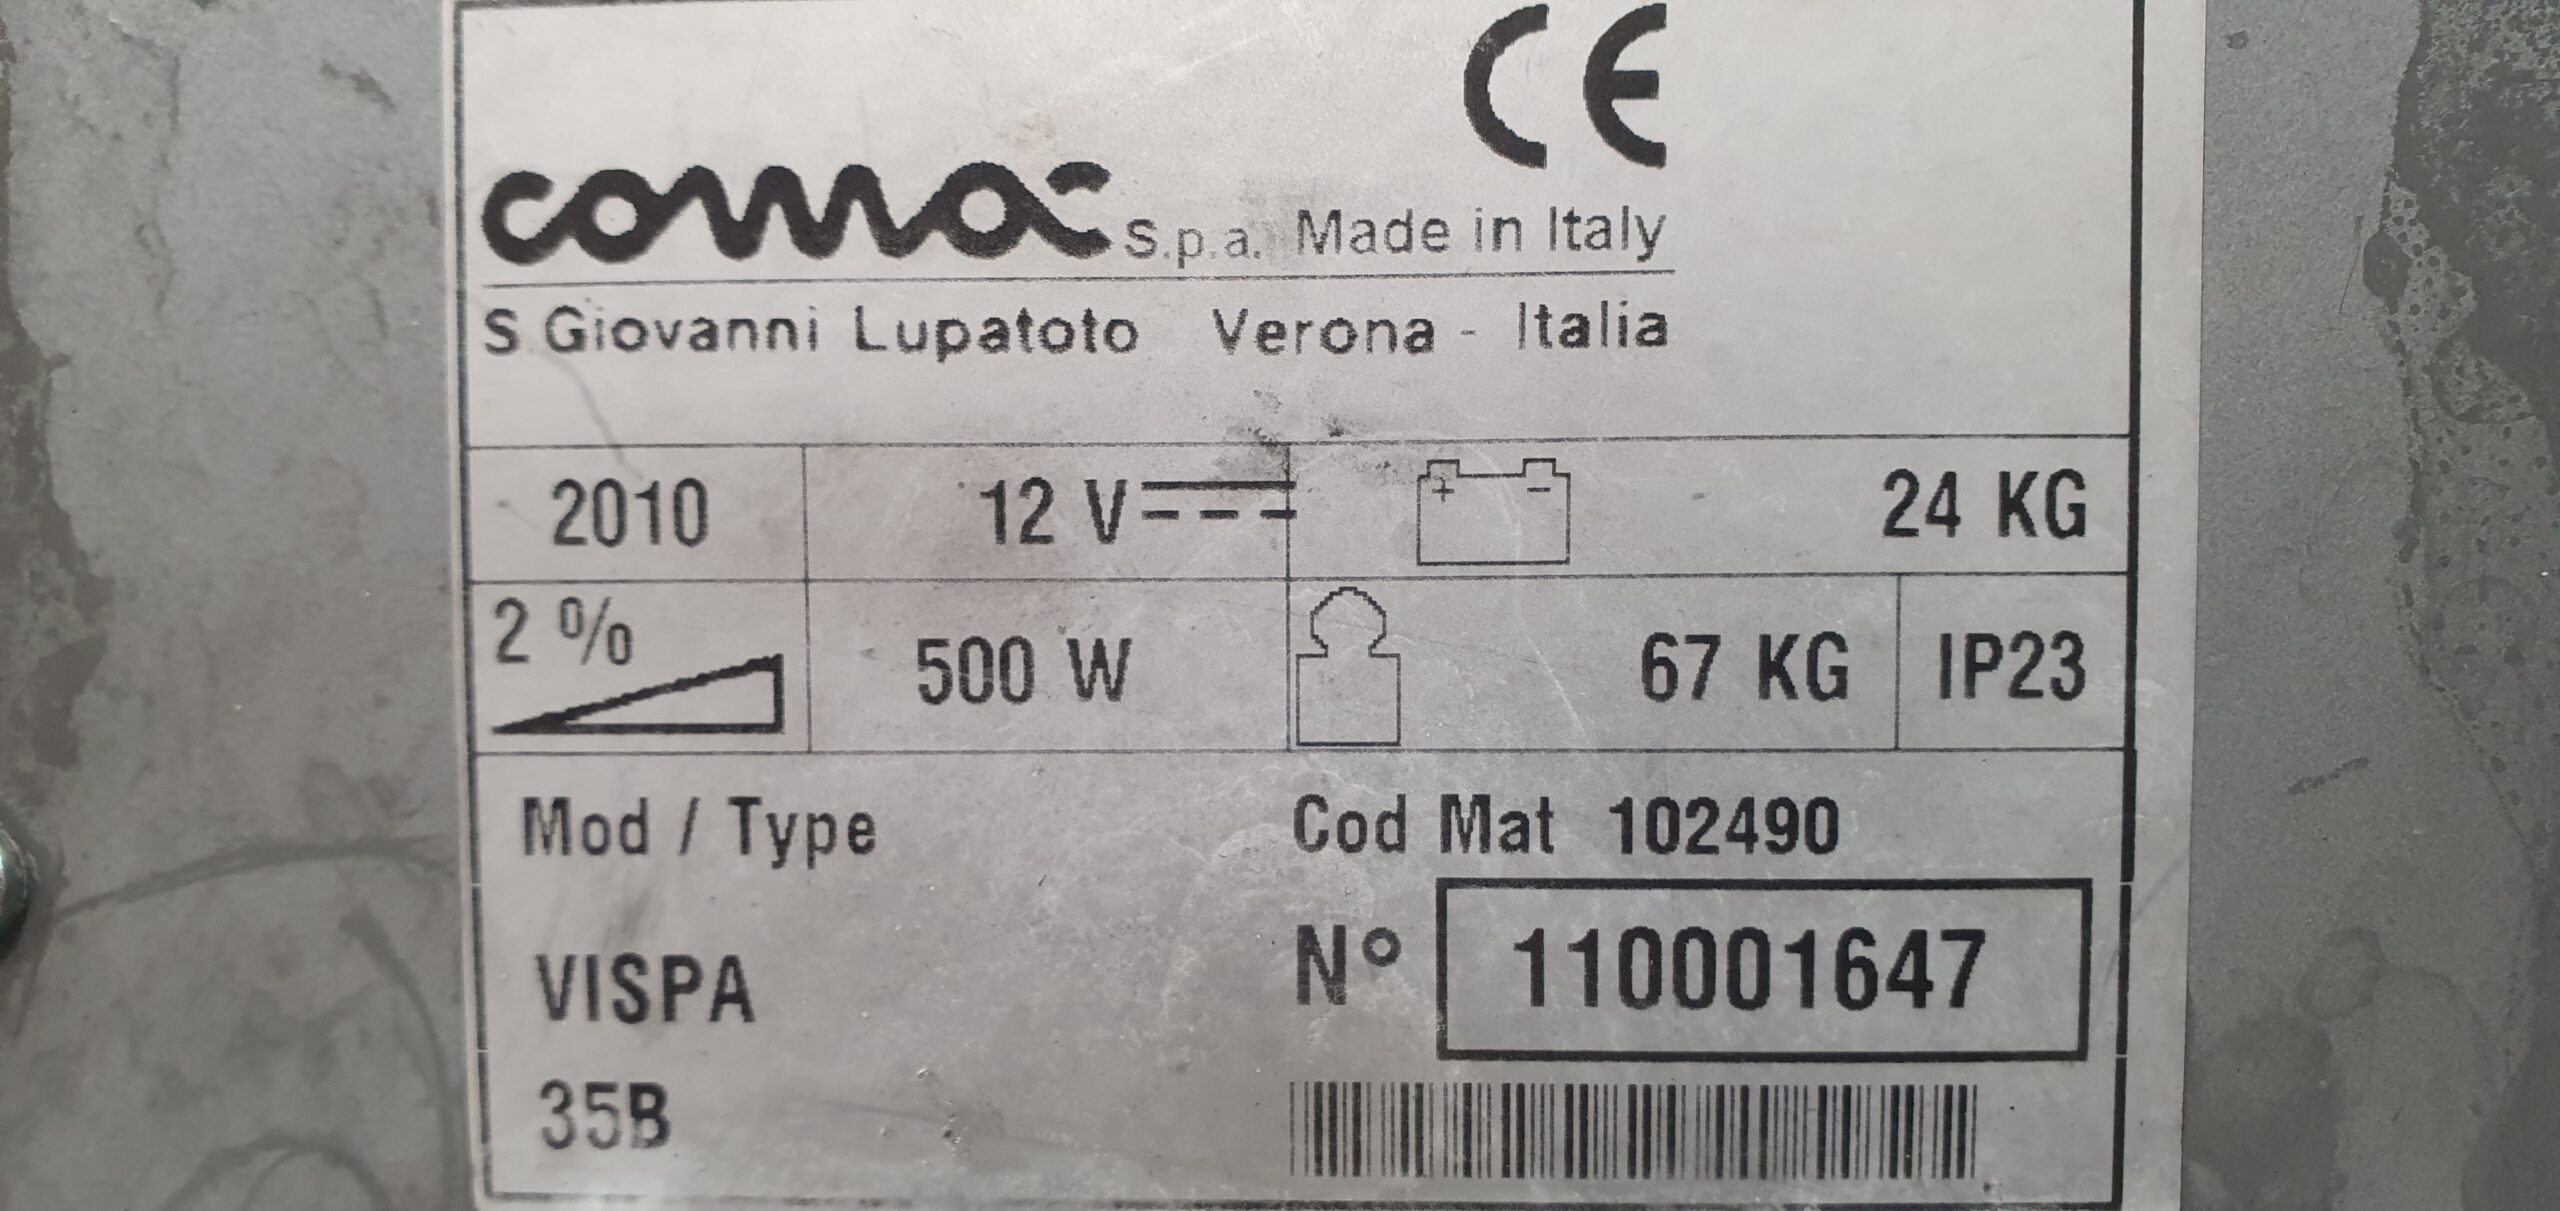 CE
comac S.p.a. Made in Italy
S.Giovanni Lupatoto Verona - Italia
2010 12 V + - 24 KG
2 % 500 W 67 KG IP23
Mod / Type Cod Mat 102490
VISPA N° 110001647
35B